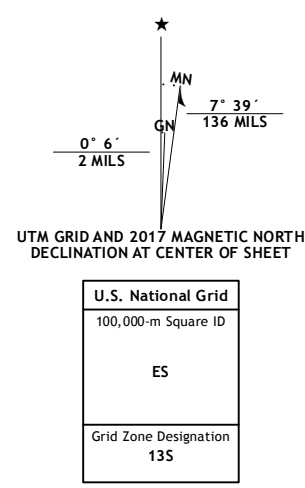 ★
MN
GN
7° 39´
136 MILS
0° 6´
2 MILS
UTM GRID AND 2017 MAGNETIC NORTH
DECLINATION AT CENTER OF SHEET
U.S. National Grid
100,000-m Square ID
ES
Grid Zone Designation
13S